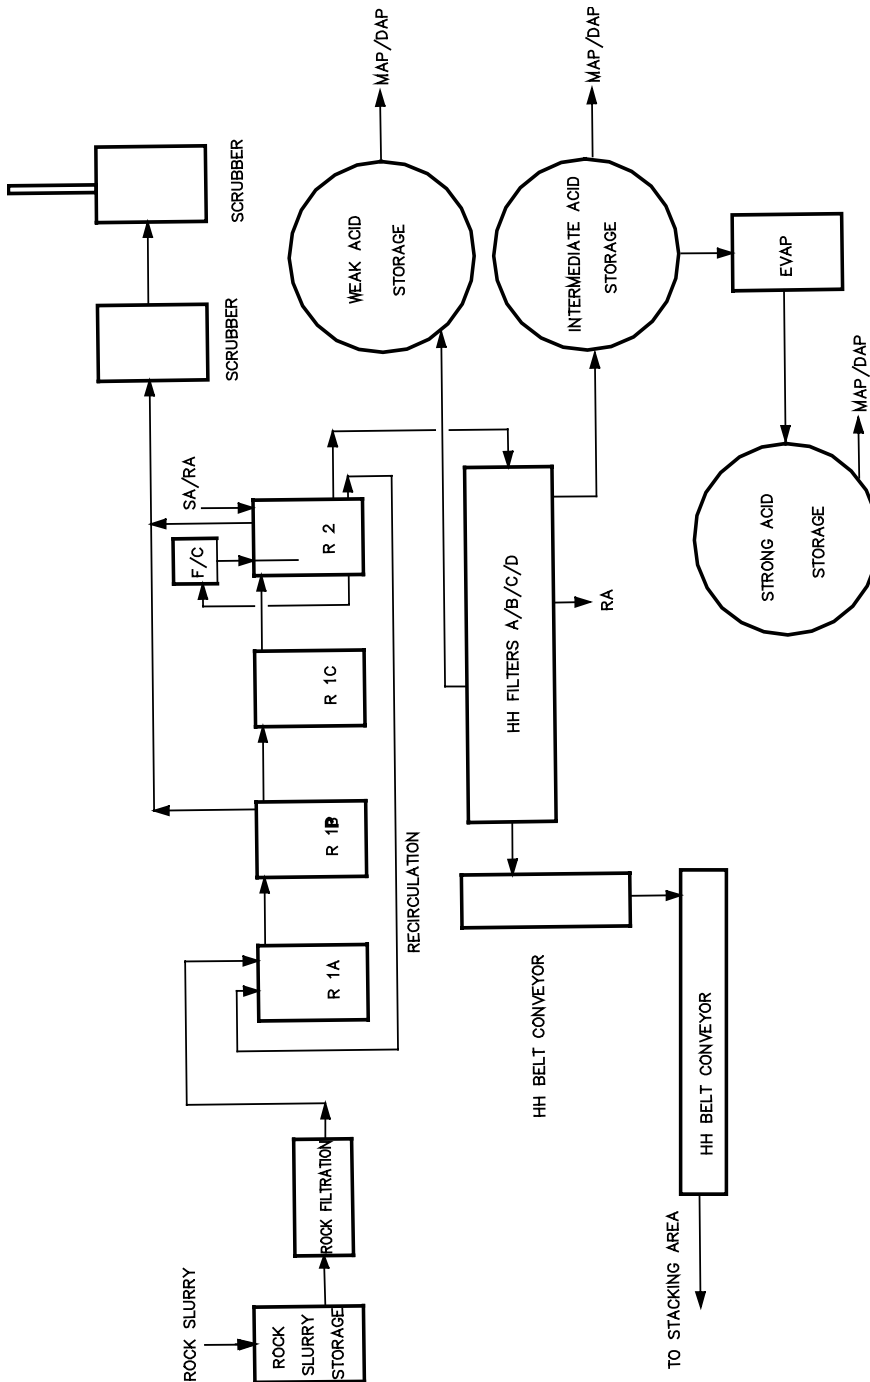 ROCK SLURRY
ROCK
SLURRY
STORAGE
ROCK FILTRATION
R 1A
R 1B
R 1C
R 2
F/C
SA/RA
SCRUBBER
SCRUBBER
RECIRCULATION
WEAK ACID
STORAGE
MAP/DAP
HH FILTERS A/B/C/D
RA
INTERMEDIATE ACID
STORAGE
MAP/DAP
EVAP
STRONG ACID
STORAGE
MAP/DAP
HH BELT CONVEYOR
HH BELT CONVEYOR
TO STACKING AREA